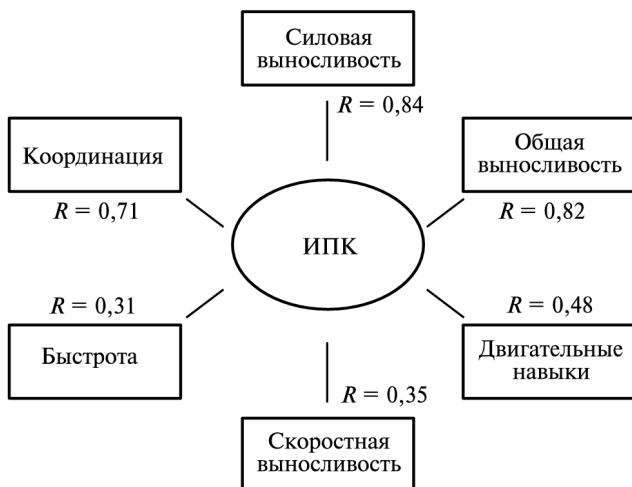 Силовая
выносливость
R = 0,84
Координация
R = 0,71
Общая
выносливость
R = 0,82
ИПК
R = 0,31
Быстрота
R = 0,48
Двигательные
навыки
R = 0,35
Скоростная
выносливость